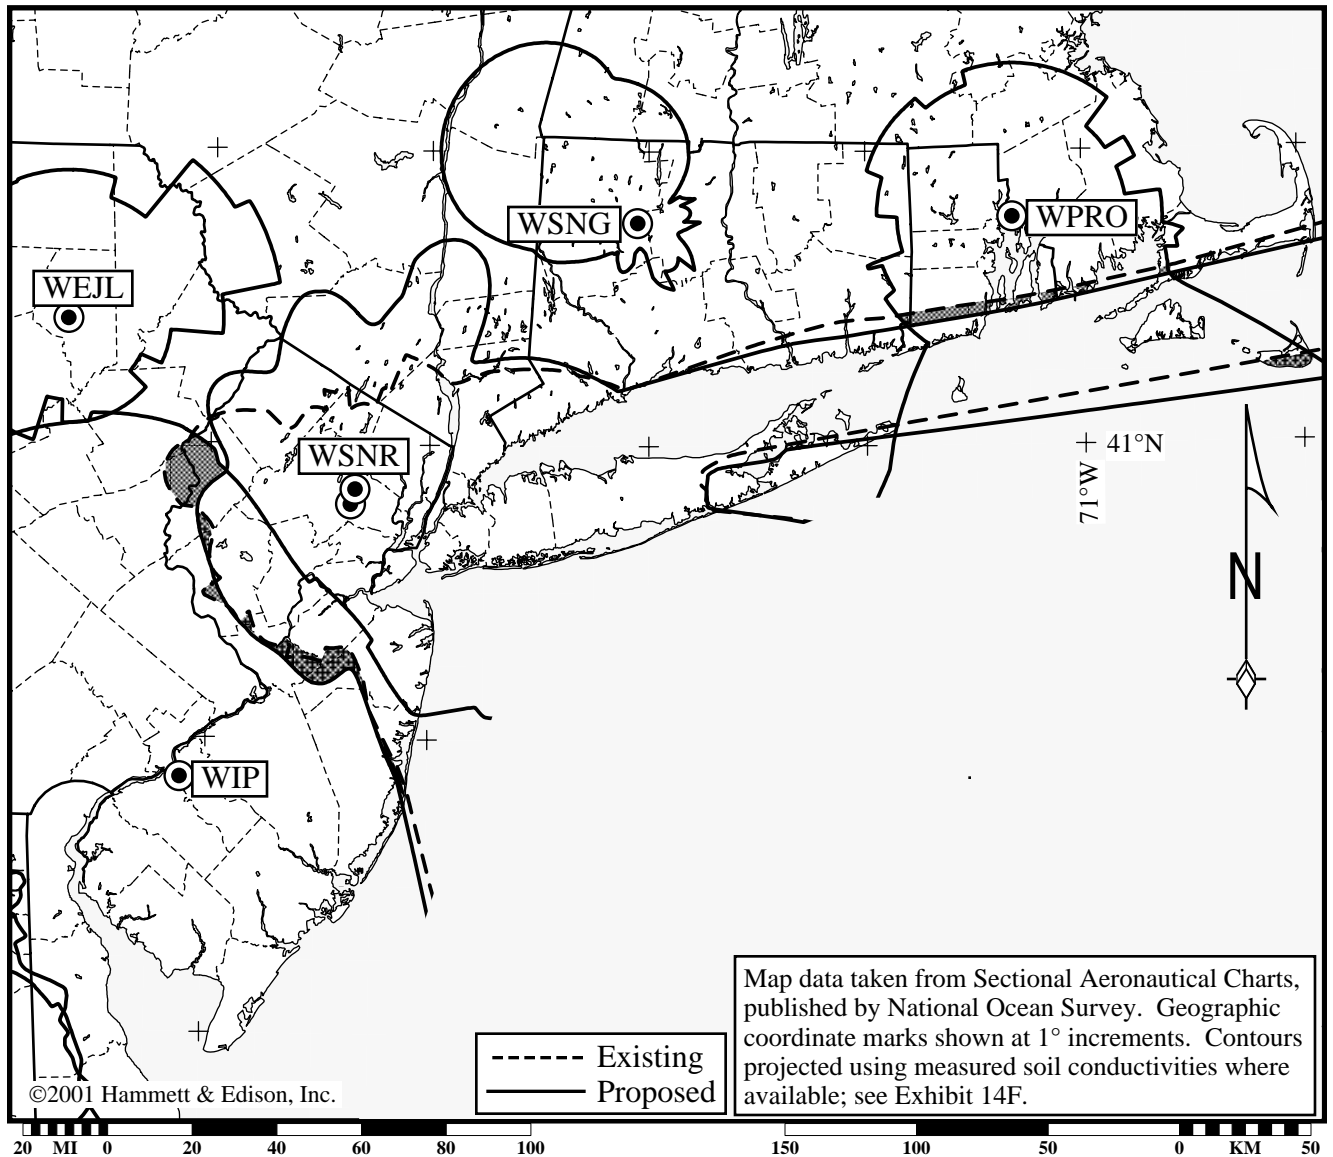 WSNG
WPRO
WEJL
WSNR
41°N
71°W
N
WIP
Map data taken from Sectional Aeronautical Charts,
published by National Ocean Survey. Geographic
coordinate marks shown at 1° increments. Contours
projected using measured soil conductivities where
available; see Exhibit 14F.
Existing
Proposed
©2001 Hammett & Edison, Inc.
20 MI 0 20 40 60 80 100 150 100 50 0 KM 50